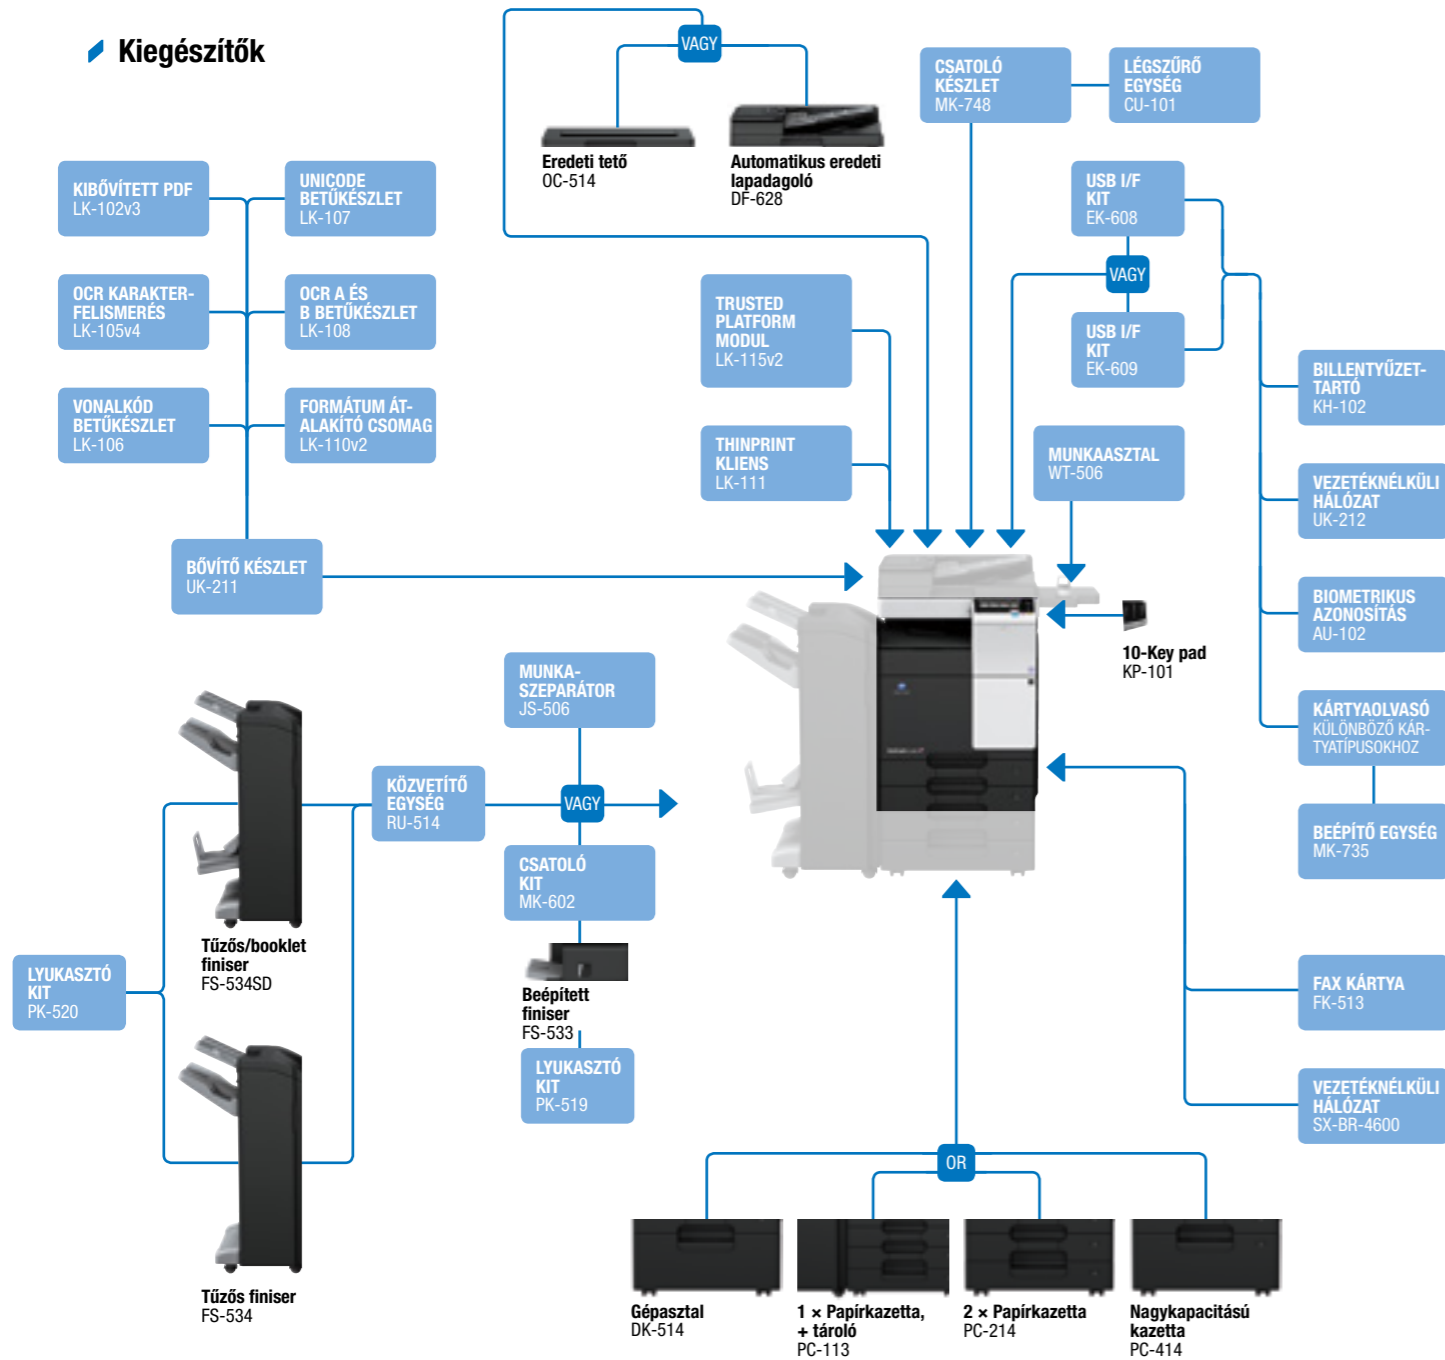 Kiegészítők
VAGY
Eredeti tető
OC-514
Automatikus eredeti
lapadagoló
DF-628
CSATOLÓ
KÉSZLET
MK-748
LÉGSZŰRŐ
EGYSÉG
CU-101
KIBŐVÍTETT PDF
LK-102v3
UNICODE
BETŰKÉSZLET
LK-107
OCR KARAKTER-
FELISMERÉS
LK-105v4
OCR A ÉS
B BETŰKÉSZLET
LK-108
VONALKÓD
BETŰKÉSZLET
LK-106
FORMÁTUM ÁT-
ALAKÍTÓ CSOMAG
LK-110v2
BŐVÍTŐ KÉSZLET
UK-211
TRUSTED
PLATFORM
MODUL
LK-115v2
THINPRINT
KLIENS
LK-111
USB I/F
KIT
EK-608
VAGY
USB I/F
KIT
EK-609
MUNKAASZTAL
WT-506
BILLENTYŰZET-
TARTÓ
KH-102
VEZETÉKNÉLKÜLI
HÁLÓZAT
UK-212
BIOMETRIKUS
AZONOSÍTÁS
AU-102
KÁRTYAOLVASÓ
KÜLÖNBÖZŐ KÁR-
TYATÍPUSOKHOZ
BEÉPÍTŐ EGYSÉG
MK-735
10-Key pad
KP-101
MUNKA-
SZEPARÁTOR
JS-506
KÖZVETÍTŐ
EGYSÉG
RU-514
VAGY
CSATOLÓ
KIT
MK-602
Beépített
finiser
FS-533
LYUKASZTÓ
KIT
PK-519
Tűzős/booklet
finiser
FS-534SD
LYUKASZTÓ
KIT
PK-520
Tűzős finiser
FS-534
FAX KÁRTYA
FK-513
VEZETÉKNÉLKÜLI
HÁLÓZAT
SX-BR-4600
OR
Gépasztal
DK-514
1 × Papírkazetta,
+ tároló
PC-113
2 × Papírkazetta
PC-214
Nagykapacitású
kazetta
PC-414